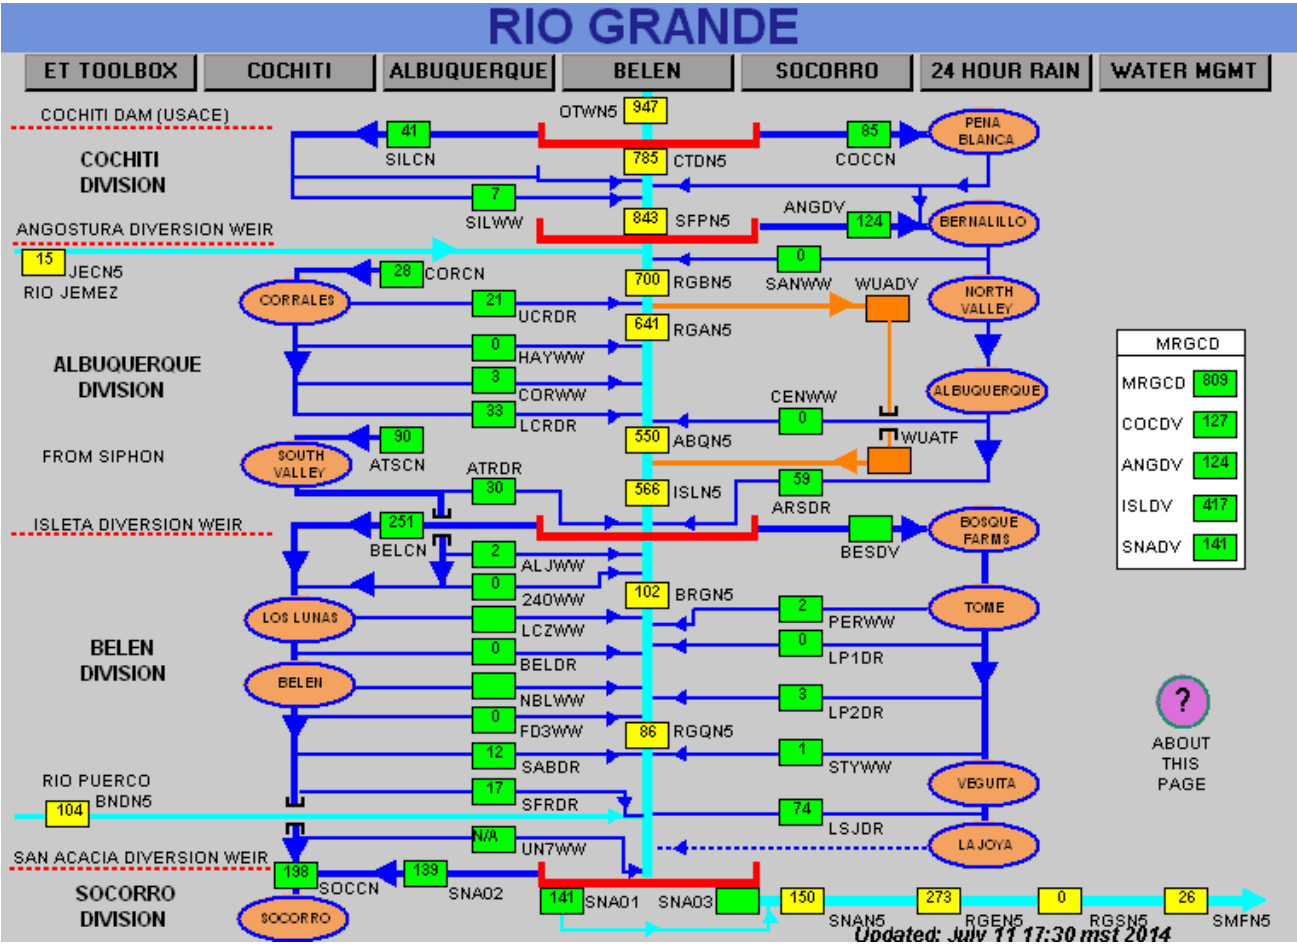 RIO GRANDE
ET TOOLBOX COCHITI ALBUQUERQUE BELEN SOCORRO 24 HOUR RAIN WATER MGMT
COCHITI DAM (USACE)
OTWN5 947
PENA
BLANCA
41
SILCN
85
COCCN
COCHITI
DIVISION
785 CTDN5
7
SILWW
843 SFPN5
ANGDV 124
BERNALILLO
ANGOSTURA DIVERSION WEIR
15 JECN5
RIO JEMEZ
28 CORCN
700 RGBN5
0
SANWW
WUADV
NORTH
VALLEY
CORRALES
21
UCRDR
641 RGAN5
0
HAYWW
ALBUQUERQUE
DIVISION
3
CORWW
33
LCRDR
CENWW
0
ALBUQUERQUE
MRGCD
MRGCD 809
COCDV 127
ANGDV 124
ISLDV 417
SNADV 141
FROM SIPHON
90
ATSCN
SOUTH
VALLEY
550 ABQN5
WUATF
ATRDR
30
566 ISLN5
59
ARSDR
ISLETA DIVERSION WEIR
251
BELCN
BESDV
BOSQUE
FARMS
2
ALJWW
0
240WW
102 BRGN5
LOS LUNAS
LCZWW
2
PERWW
TOME
BELEN
DIVISION
0
BELDR
0
LP1DR
BELEN
NBLWW
3
LP2DR
0
FD3WW
86 RGQN5
12
SABDR
1
STYWW
?
ABOUT
THIS
PAGE
RIO PUERCO
BNDN5
104
17
SFRDR
VEGUITA
74
LSJDR
N/A
UN7WW
LA JOYA
SAN ACACIA DIVERSION WEIR
198 SOCCN
139
SNA02
SOCORRO
DIVISION
SOCORRO
141 SNA01
SNA03
150
SNAN5
273
RGEN5
0
RGSN5
26
SMFN5
Updated: July 11 17:30 mst 2014